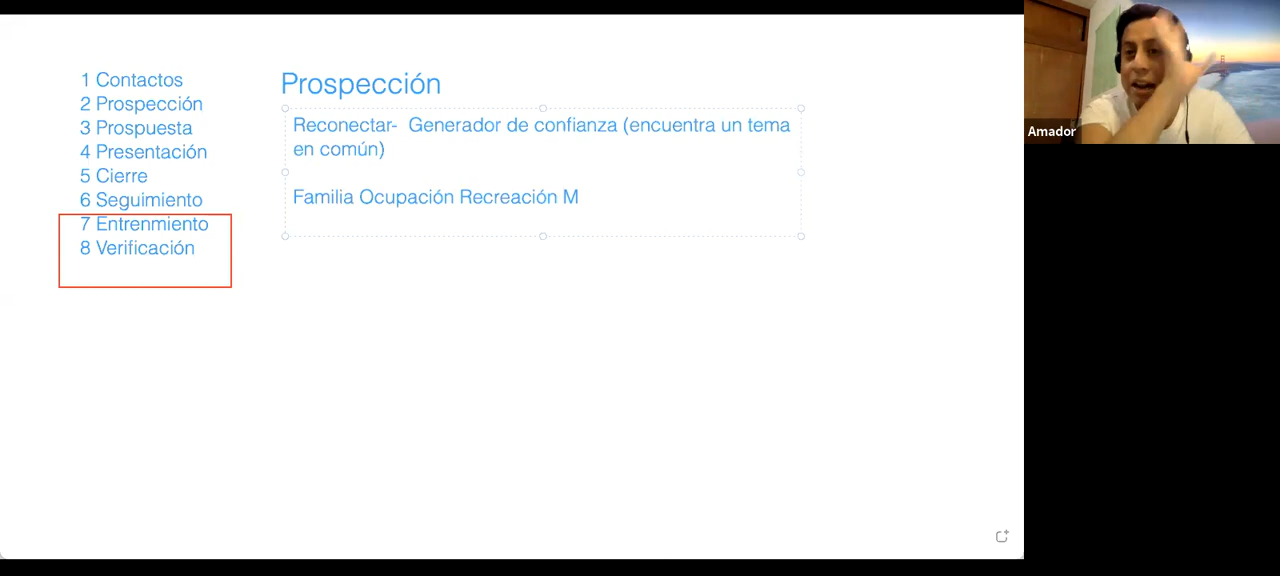 1 Contactos
2 Prospección
3 Prospuesta
4 Presentación
5 Cierre
6 Seguimiento
7 Entrenmiento
8 Verificación
Prospección
Reconectar-  Generador de confianza (encuentra un tema
en común)
Familia Ocupación Recreación M
Amador